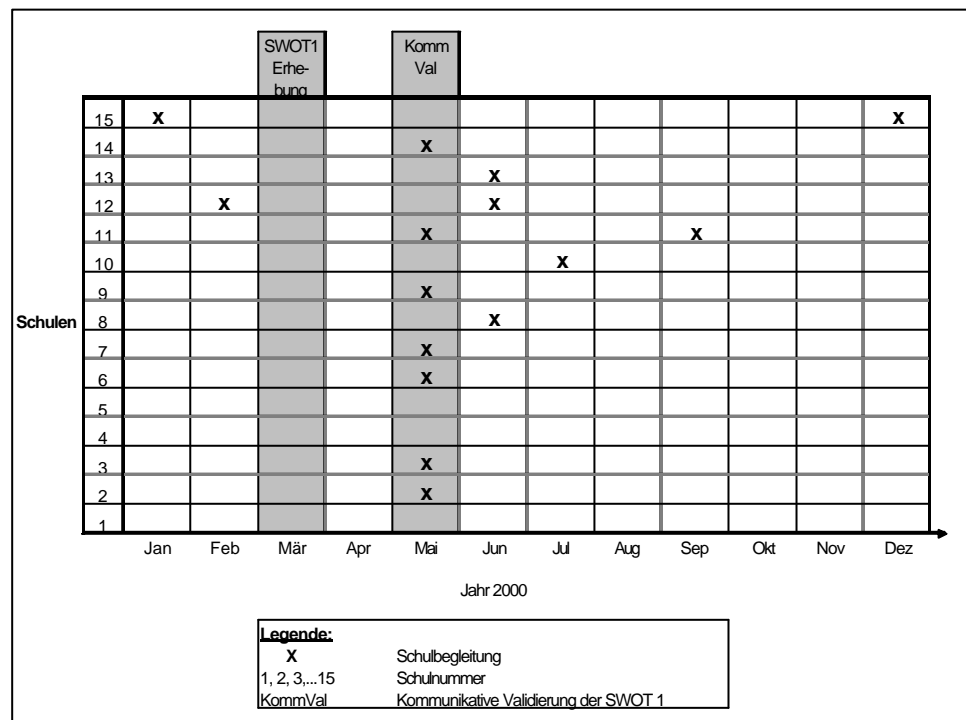 SWOT1
Erhe-
bung
Komm
Val
15 X X
14 X
13 X
12 X X
11 X X
10 X
9 X
Schulen 8 X
7 X
6 X
5
4
3 X
2 X
1
Jan Feb Mär Apr Mai Jun Jul Aug Sep Okt Nov Dez
Jahr 2000
Legende:
X Schulbegleitung
1, 2, 3,...15 Schulnummer
KommVal Kommunikative Validierung der SWOT 1